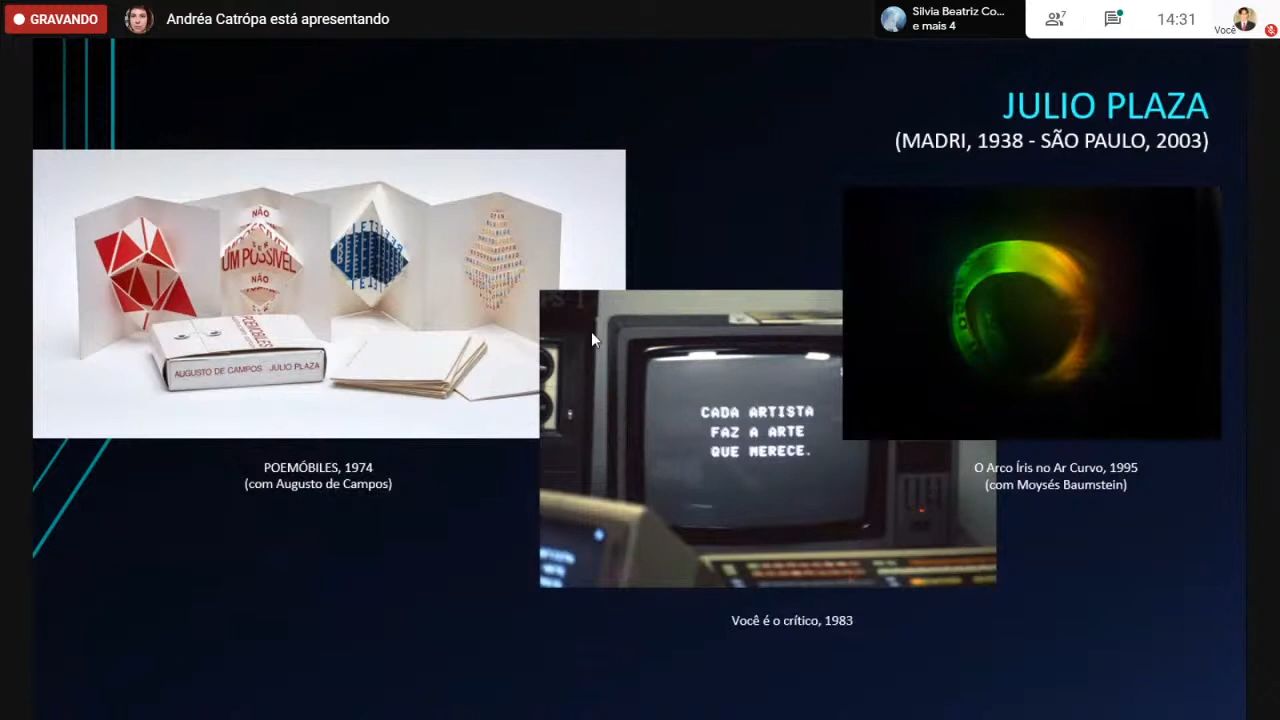 GRAVANDO
Andréa Catrópa está apresentando
Silvia Beatriz Co...
e mais 4
7
14:31
Você
JULIO PLAZA
(MADRI, 1938 - SÃO PAULO, 2003)
NÃO
UM POSSÍVEL
NÃO
POEMÓBILES
AUGUSTO DE CAMPOS JULIO PLAZA
CADA ARTISTA
FAZ A ARTE
QUE MERECE.
POEMÓBILES, 1974
(com Augusto de Campos)
O Arco Íris no Ar Curvo, 1995
(com Moysés Baumstein)
Você é o crítico, 1983